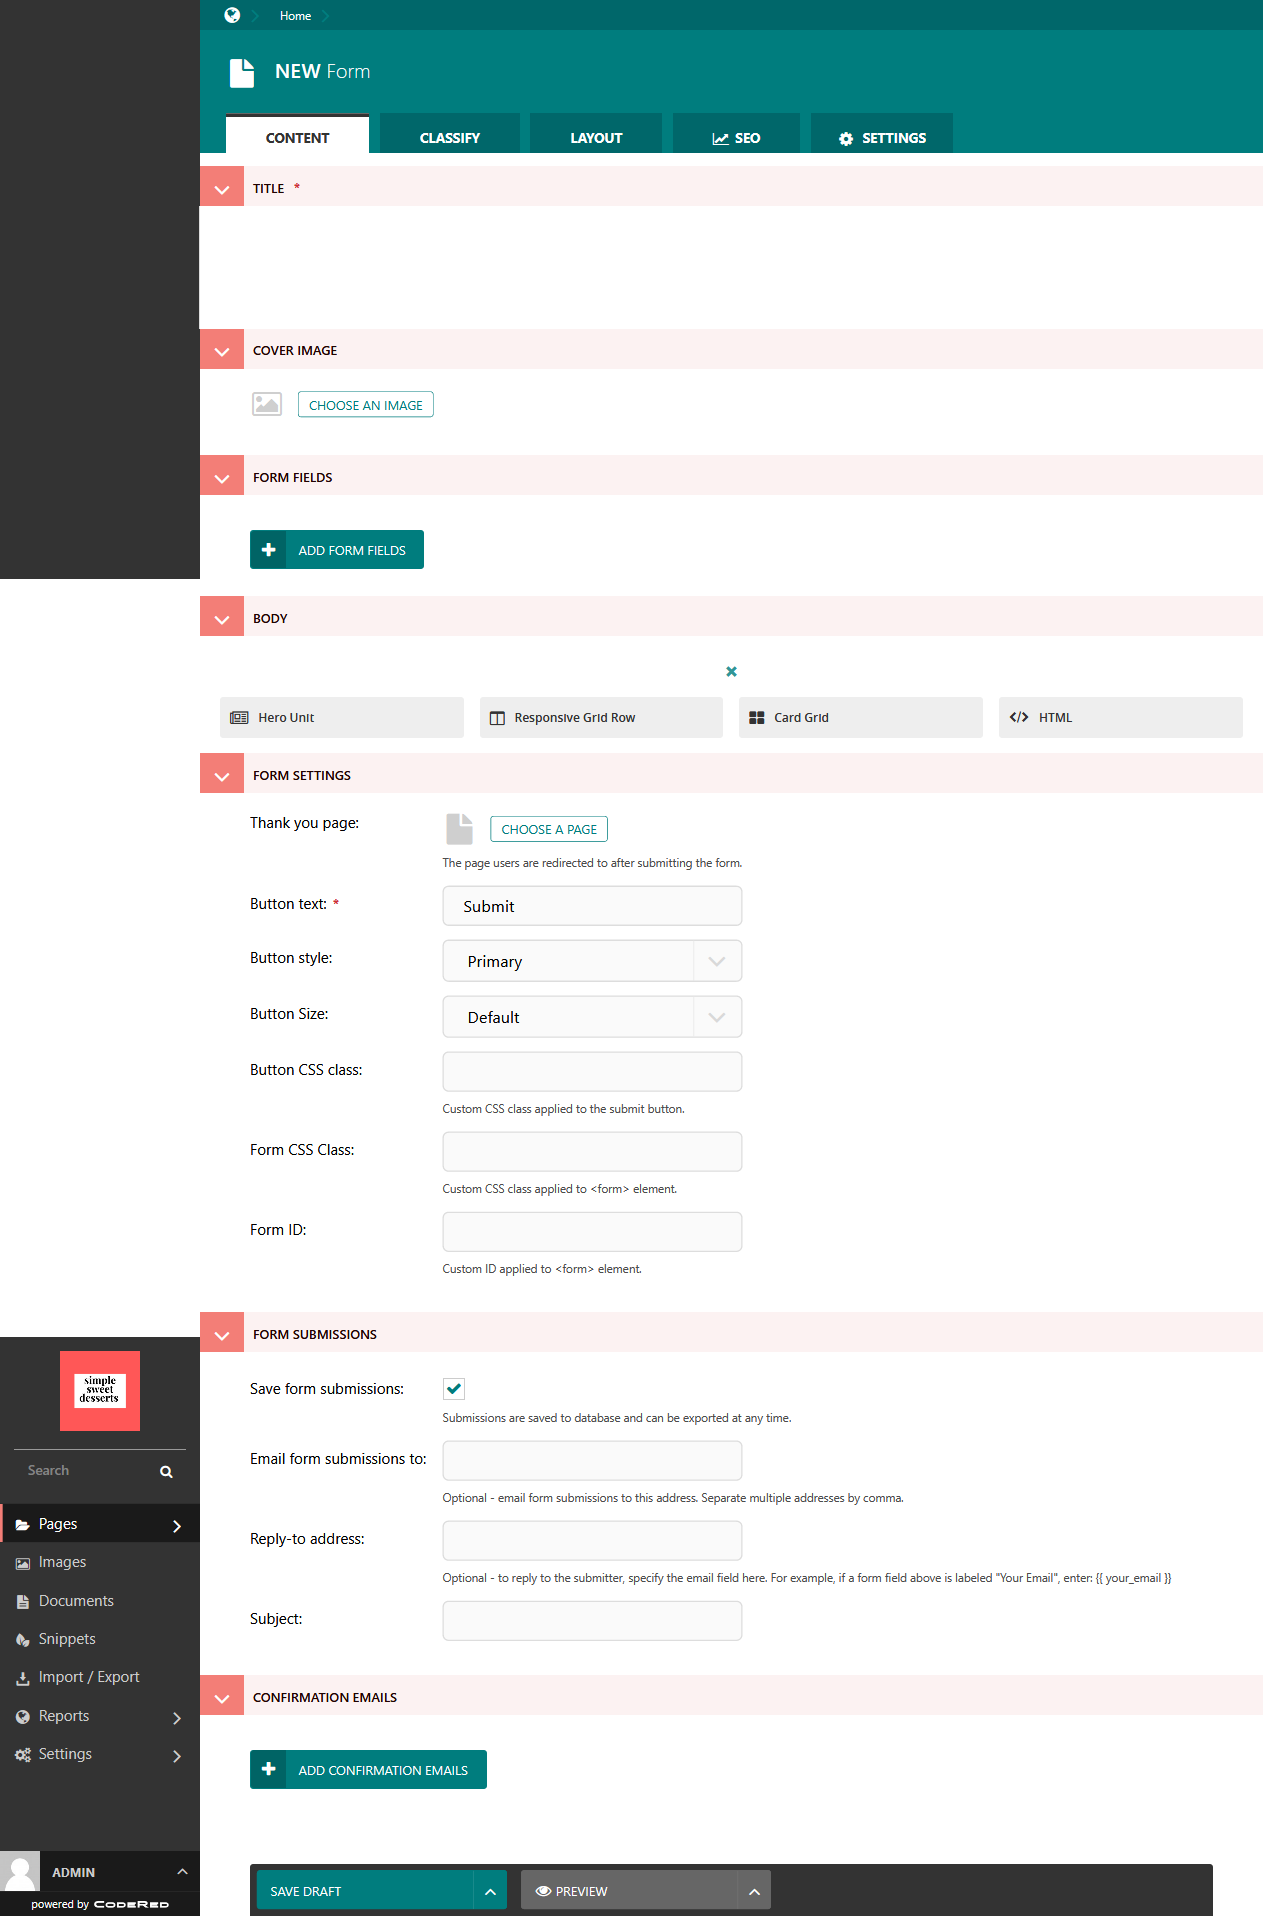 Home
NEW Form
CONTENT CLASSIFY LAYOUT SEO SETTINGS
TITLE *
COVER IMAGE
CHOOSE AN IMAGE
FORM FIELDS
ADD FORM FIELDS
BODY
Hero Unit Responsive Grid Row Card Grid HTML
FORM SETTINGS
Thank you page: CHOOSE A PAGE
The page users are redirected to after submitting the form.
Button text: * Submit
Button style: Primary
Button Size: Default
Button CSS class:
Custom CSS class applied to the submit button.
Form CSS Class:
Custom CSS class applied to <form> element.
Form ID:
Custom ID applied to <form> element.
FORM SUBMISSIONS
Save form submissions:
Submissions are saved to database and can be exported at any time.
Email form submissions to:
Optional - email form submissions to this address. Separate multiple addresses by comma.
Reply-to address:
Optional - to reply to the submitter, specify the email field here. For example, if a form field above is labeled "Your Email", enter: {{ your_email }}
Subject:
CONFIRMATION EMAILS
ADD CONFIRMATION EMAILS
SAVE DRAFT PREVIEW
simple
sweet
desserts
Search
Pages
Images
Documents
Snippets
Import / Export
Reports
Settings
ADMIN
powered by CODERED